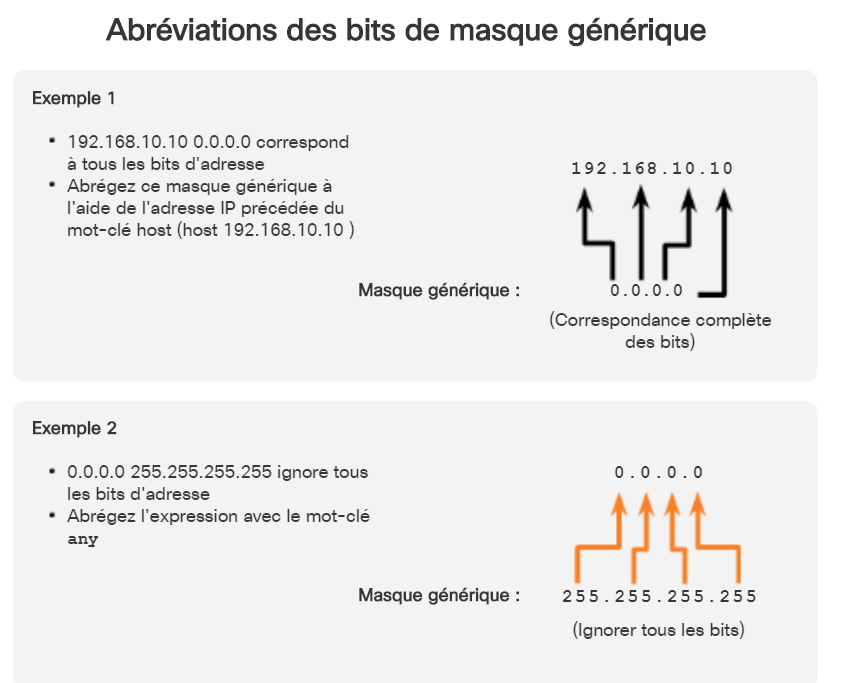 Abréviations des bits de masque générique
Exemple 1
• 192.168.10.10 0.0.0.0 correspond
à tous les bits d'adresse
• Abrégez ce masque générique à
l'aide de l'adresse IP précédée du
mot-clé host (host 192.168.10.10 )
192.168.10.10
Masque générique : 0.0.0.0
(Correspondance complète
des bits)
Exemple 2
• 0.0.0.0 255.255.255.255 ignore tous
les bits d'adresse
• Abrégez l'expression avec le mot-clé
any
0.0.0.0
Masque générique : 255.255.255.255
(Ignorer tous les bits)